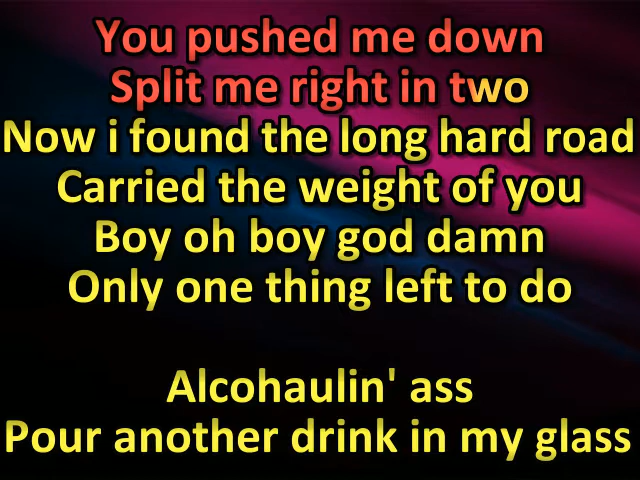 You pushed me down
Split me right in two
Now i found the long hard road
Carried the weight of you
Boy oh boy god damn
Only one thing left to do
Alcohaulin' ass
Pour another drink in my glass